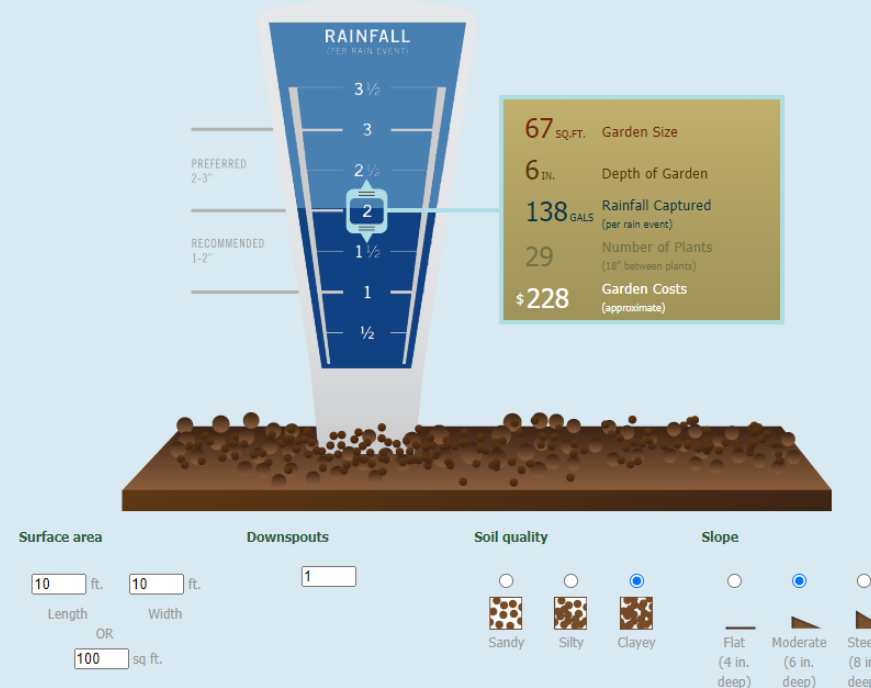 RAINFALL
(PER RAIN EVENT)
3 ½
3
2 ½
2
1 ½
1
½
PREFERRED
2-3"
RECOMMENDED
1-2"
67 SQ.FT. Garden Size
6 IN. Depth of Garden
138 GALS Rainfall Captured
(per rain event)
29 Number of Plants
(18" between plants)
$228 Garden Costs
(approximate)
Surface area Downspouts Soil quality Slope
10 ft. 10 ft. 1
Length Width
OR
100 sq ft.
Sandy Silty Clayey
Flat Moderate Stee
(4 in. (6 in. (8 in
deep) deep) deep